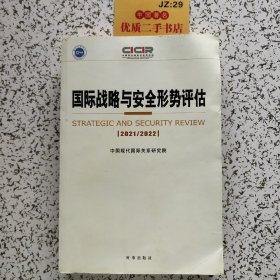 JZ:29
优质二手书
CICIR
国际战略与安全形势评估
STRATEGIC AND SECURITY REVIEW
|2021/2022|
中国现代国际关系研究院
时事出版社